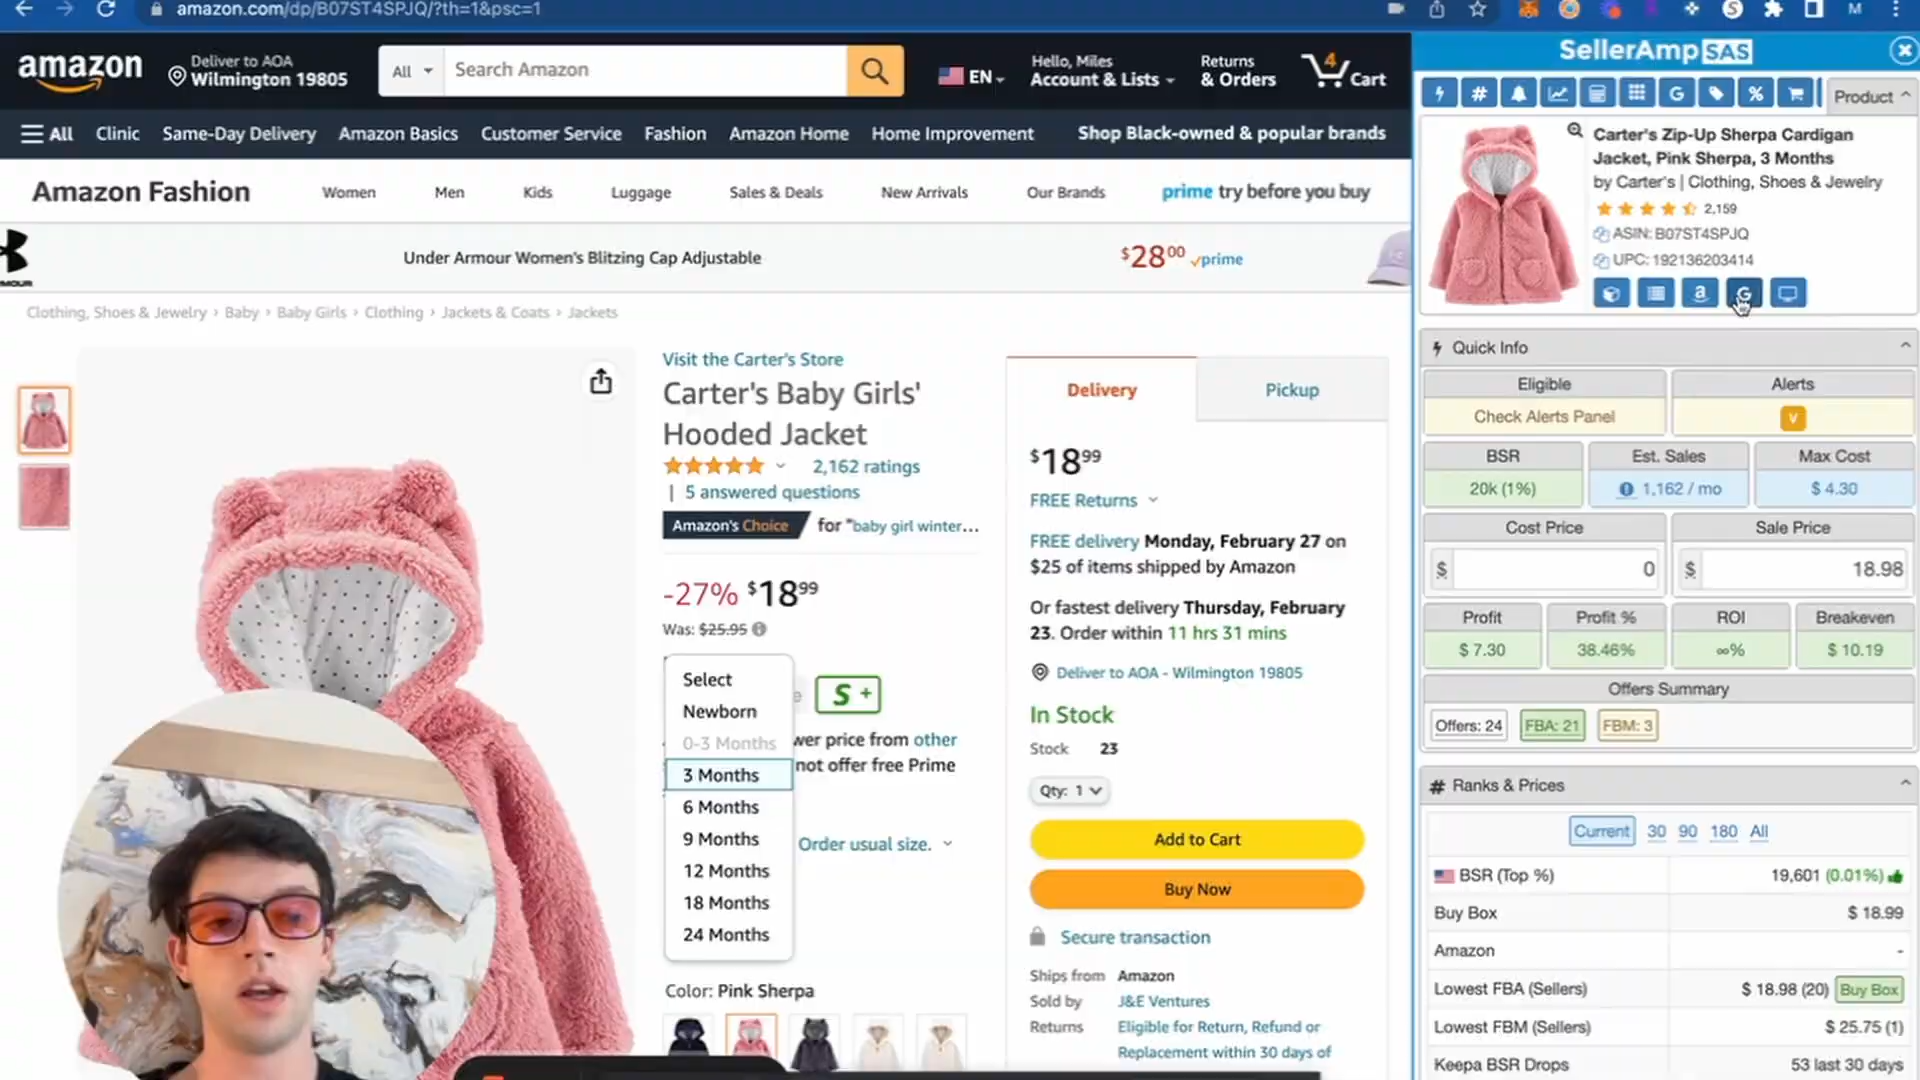 amazon.com/dp/B07ST4SPJQ/?th=1&psc=1
M
amazon
Deliver to AOA
Wilmington 19805
All
Search Amazon
EN
Hello, Miles
Account & Lists
Returns
& Orders
4
Cart
All
Clinic
Same-Day Delivery
Amazon Basics
Customer Service
Fashion
Amazon Home
Home Improvement
Shop Black-owned & popular brands
Amazon Fashion
Women
Men
Kids
Luggage
Sales & Deals
New Arrivals
Our Brands
prime try before you buy
Under Armour Women's Blitzing Cap Adjustable
$28 00 prime
Clothing, Shoes & Jewelry › Baby › Baby Girls › Clothing › Jackets & Coats › Jackets
Visit the Carter's Store
Carter's Baby Girls'
Hooded Jacket
2,162 ratings
| 5 answered questions
Amazon's Choice for "baby girl winter...
-27% $18 99
Was: $25.95
Select
Newborn
0-3 Months
3 Months
6 Months
9 Months
12 Months
18 Months
24 Months
S +
other
not offer free Prime
Order usual size.
Color: Pink Sherpa
Delivery
Pickup
$18 99
FREE Returns
FREE delivery Monday, February 27 on
$25 of items shipped by Amazon
Or fastest delivery Thursday, February
23. Order within 11 hrs 31 mins
Deliver to AOA - Wilmington 19805
In Stock
Stock 23
Qty: 1
Add to Cart
Buy Now
Secure transaction
Ships from Amazon
Sold by J&E Ventures
Returns Eligible for Return, Refund or
Replacement within 30 days of
SellerAmp SAS
Product
Carter's Zip-Up Sherpa Cardigan
Jacket, Pink Sherpa, 3 Months
by Carter's | Clothing, Shoes & Jewelry
2,159
ASIN: B07ST4SPJQ
UPC: 192136203414
Quick Info
Eligible
Alerts
Check Alerts Panel
V
BSR
Est. Sales
Max Cost
20k (1%)
1,162 / mo
$ 4.30
Cost Price
Sale Price
$ 0
$ 18.98
Profit
Profit %
ROI
Breakeven
$ 7.30
38.46%
∞%
$ 10.19
Offers Summary
Offers: 24
FBA: 21
FBM: 3
# Ranks & Prices
Current 30 90 180 All
BSR (Top %) 19,601 (0.01%)
Buy Box $ 18.99
Amazon -
Lowest FBA (Sellers) $ 18.98 (20) Buy Box
Lowest FBM (Sellers) $ 25.75 (1)
Keepa BSR Drops 53 last 30 days